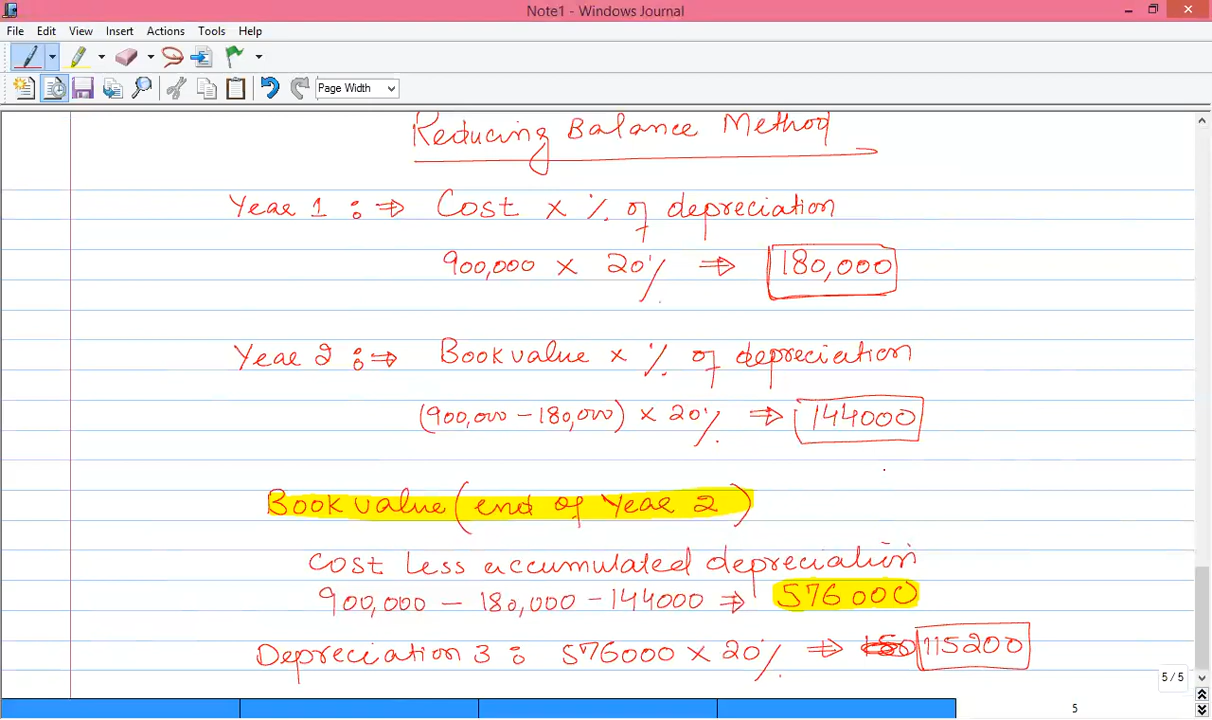 Note1 - Windows Journal
File Edit View Insert Actions Tools Help
Page Width
Reducing Balance Method
Year 1 : ⇒ Cost x % of depreciation
900,000 x 20% ⇒ 180,000
Year 2 : ⇒ Book value x % of depreciation
(900,000 - 180,000) x 20% ⇒ 144000
Book value (end of Year 2)
Cost Less accumulated depreciation
900,000 - 180,000 - 144000 ⇒ 576000
Depreciation 3 : 576000 x 20% ⇒ 115200
5 / 5
5